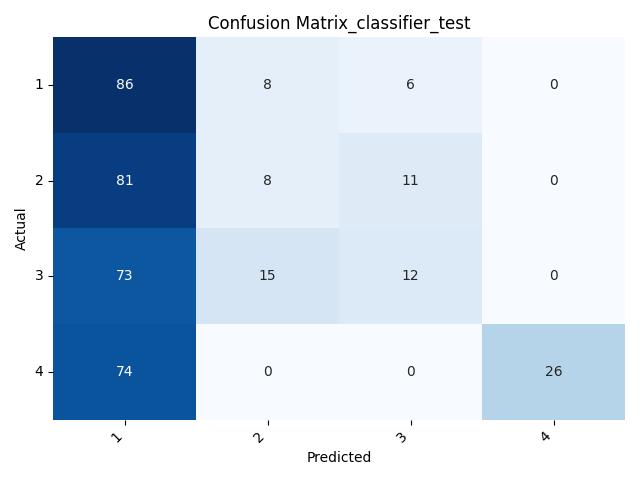 Confusion Matrix_classifier_test
1 86 8 6 0
2 81 8 11 0
3 73 15 12 0
4 74 0 0 26
Actual
1 2 3 4
Predicted